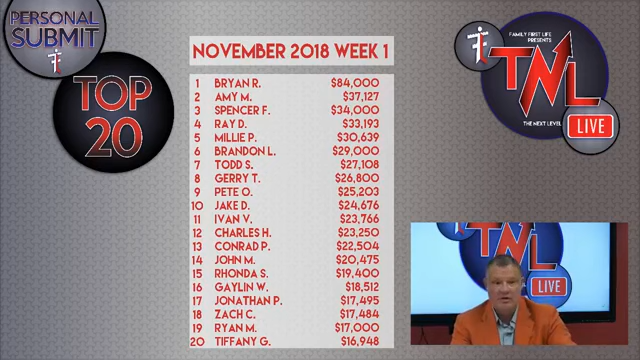 PERSONAL
SUBMIT
TOP
20
NOVEMBER 2018 WEEK 1
1 BRYAN R. $84,000
2 AMY M. $37,127
3 SPENCER F. $34,000
4 RAY D. $33,193
5 MILLIE P. $30,639
6 BRANDON L. $29,000
7 TODD S. $27,108
8 GERRY T. $26,800
9 PETE O. $25,203
10 JAKE D. $24,676
11 IVAN V. $23,766
12 CHARLES H. $23,250
13 CONRAD P. $22,504
14 JOHN M. $20,475
15 RHONDA S. $19,400
16 GAYLIN W. $18,512
17 JONATHAN P. $17,495
18 ZACH C. $17,484
19 RYAN M. $17,000
20 TIFFANY G. $16,948
FAMILY FIRST LIFE
PRESENTS
TNL
THE NEXT LEVEL
LIVE
TNL
LIVE